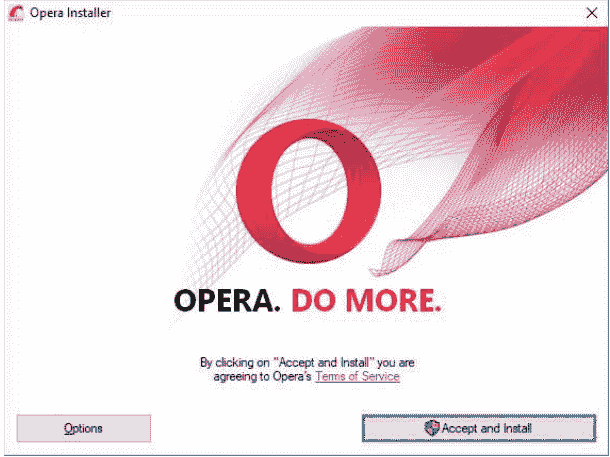 Opera Installer
OPERA. DO MORE.
By clicking on "Accept and Install" you are
agreeing to Opera's Terms of Service
Options
Accept and Install